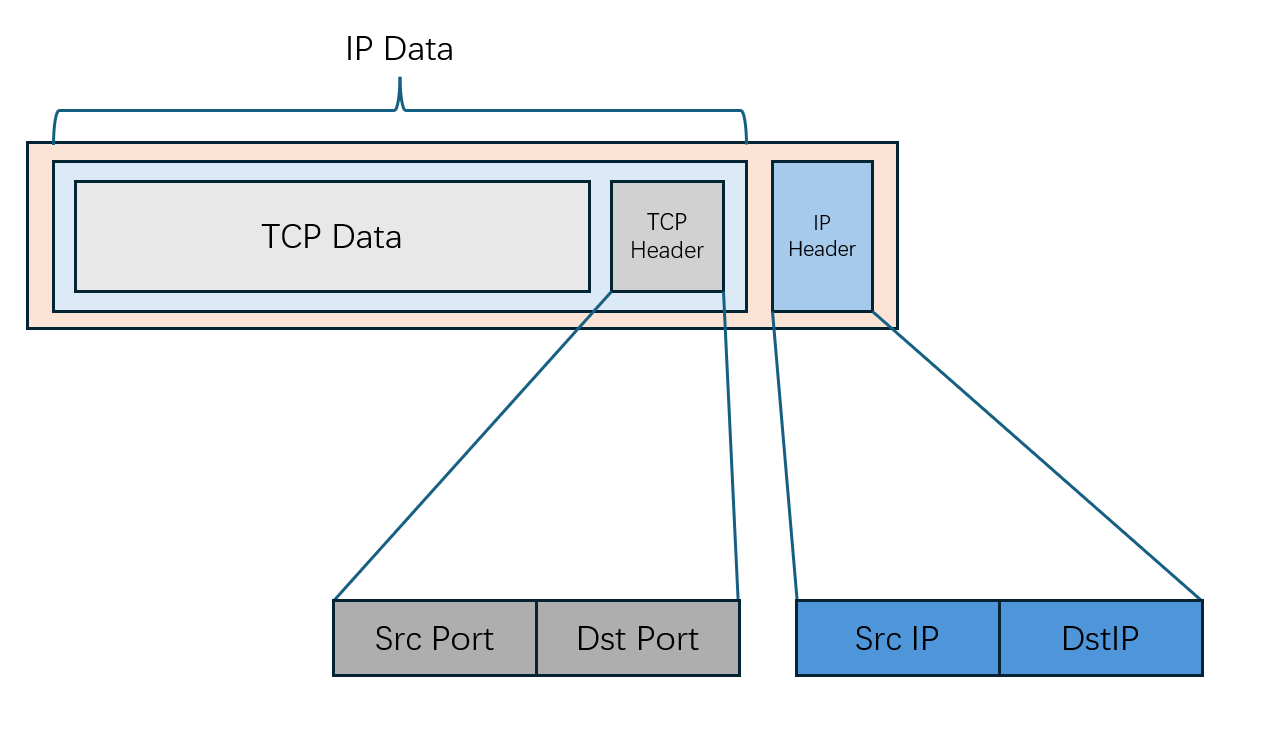 IP Data
TCP Data
TCP
Header
IP
Header
Src Port
Dst Port
Src IP
DstIP